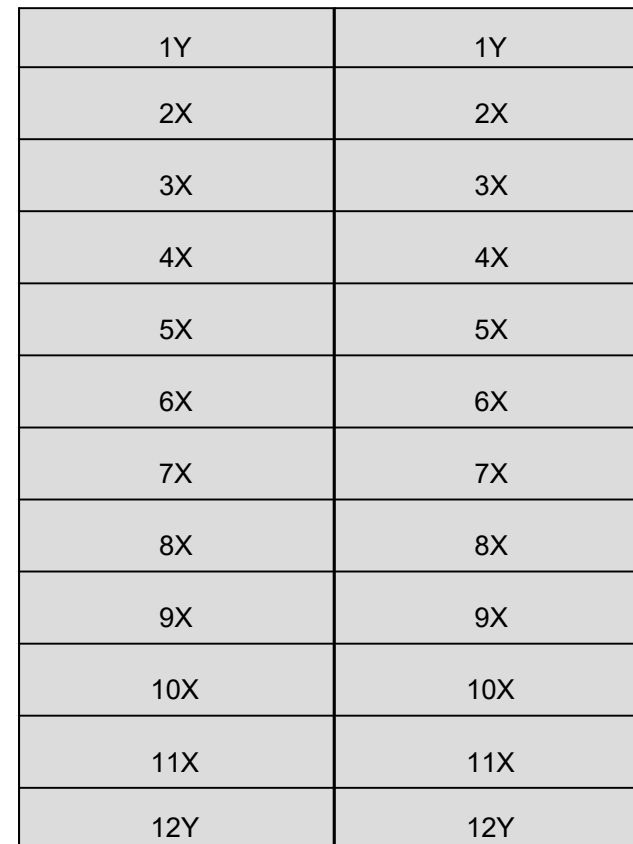 1Y 1Y
2X 2X
3X 3X
4X 4X
5X 5X
6X 6X
7X 7X
8X 8X
9X 9X
10X 10X
11X 11X
12Y 12Y